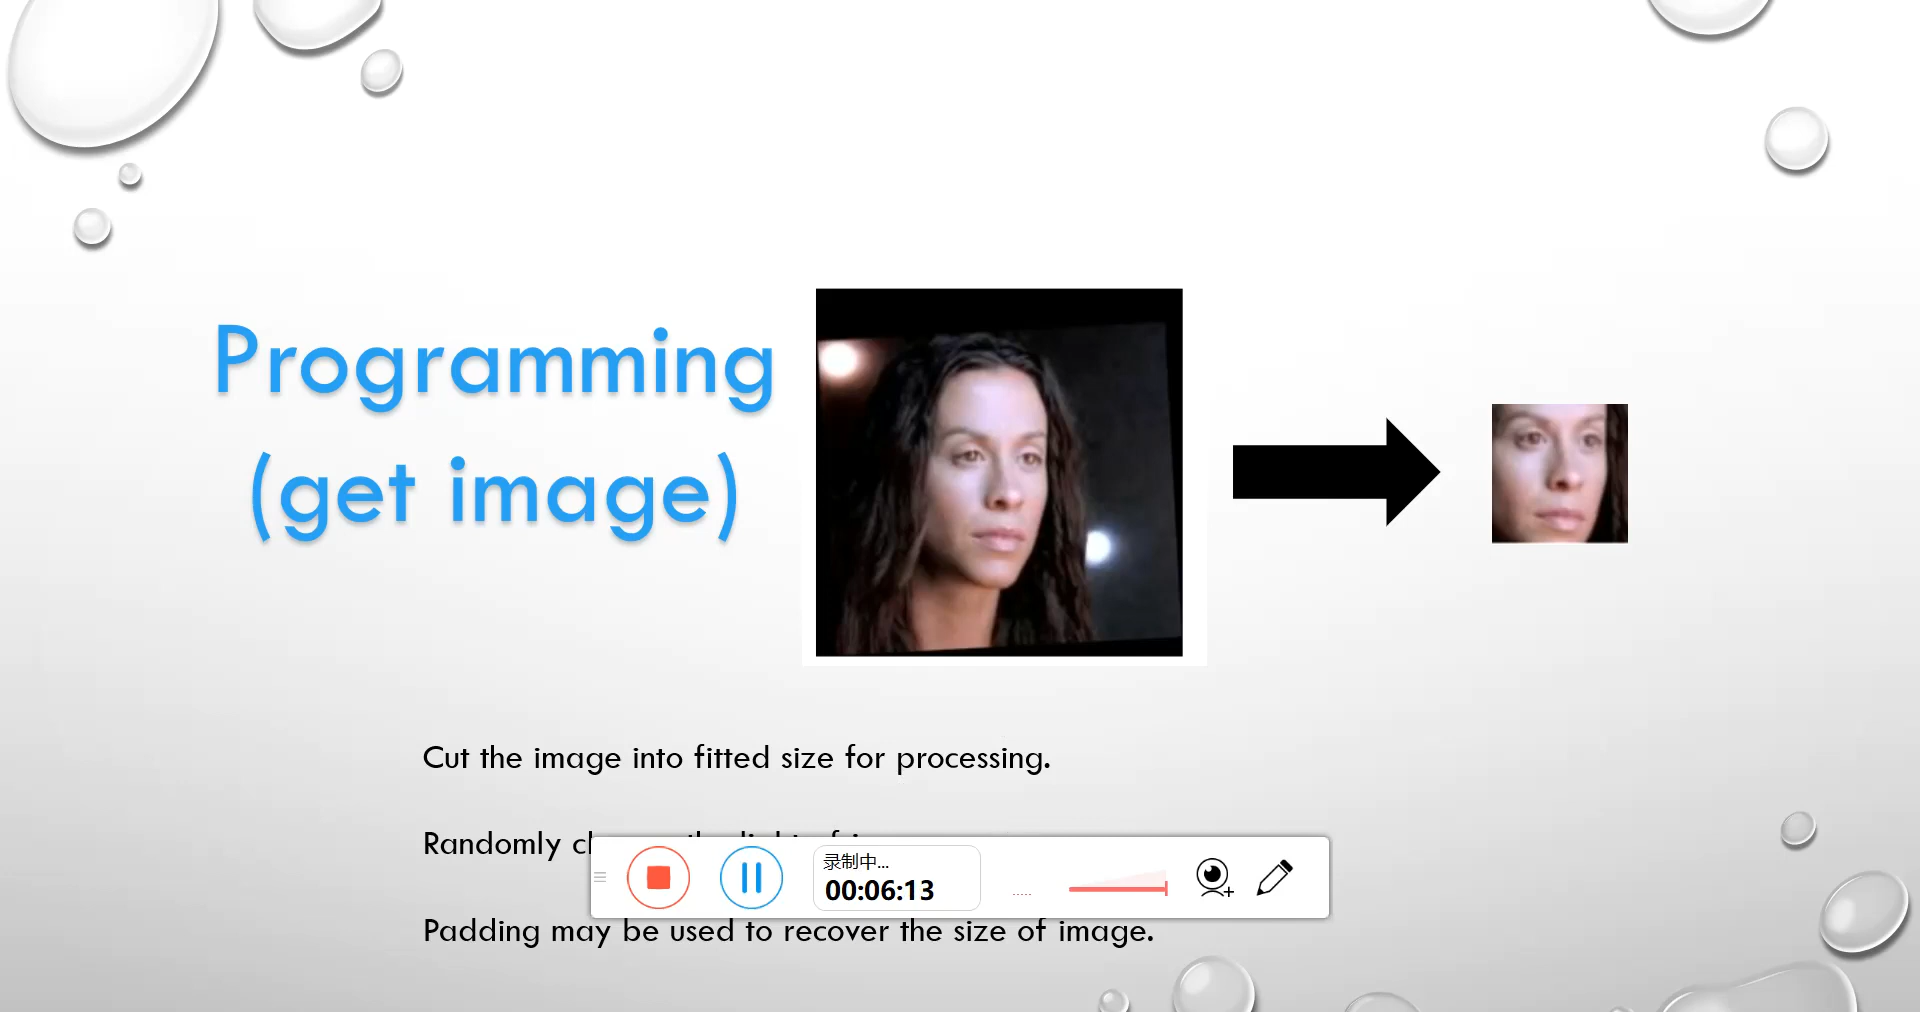 Programming
(get image)
Cut the image into fitted size for processing.
Randomly
录制中...
00:06:13
Padding may be used to recover the size of image.